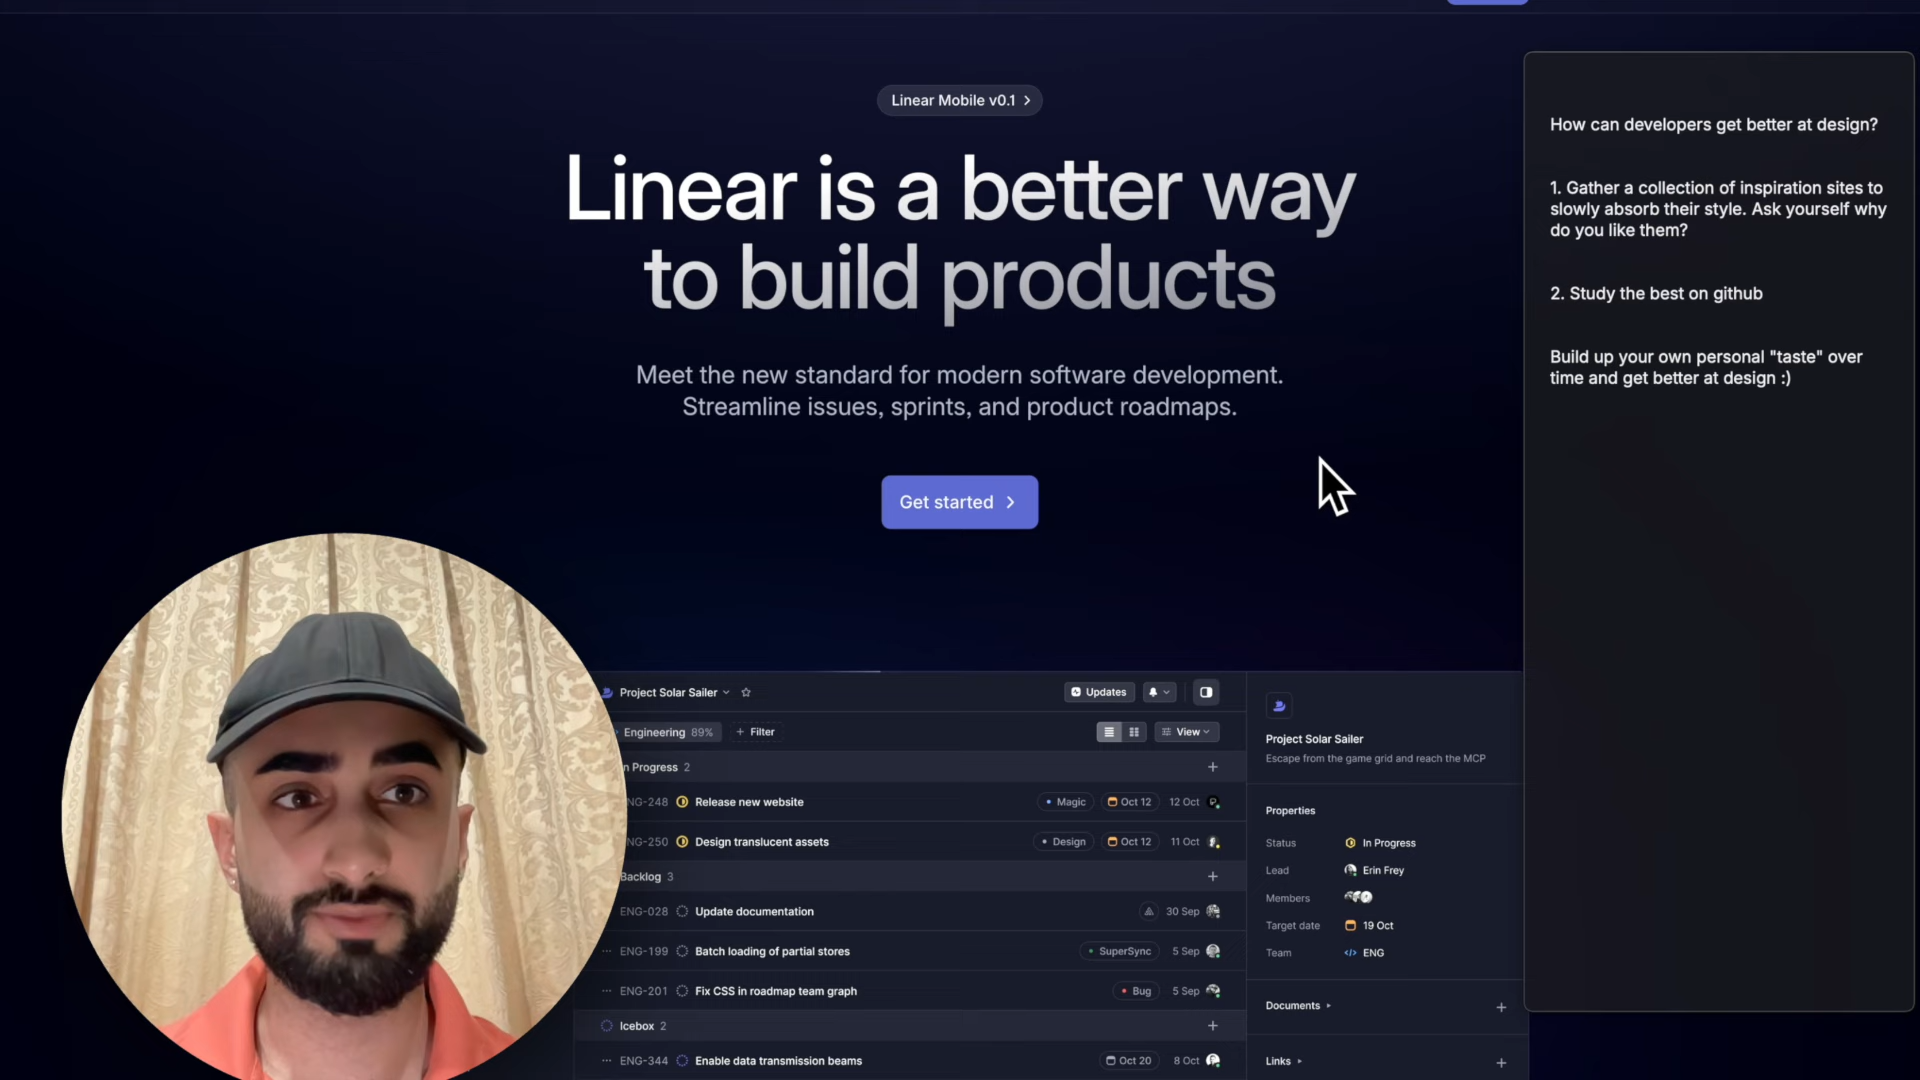 Linear Mobile v0.1
Linear is a better way
to build products
Meet the new standard for modern software development.
Streamline issues, sprints, and product roadmaps.
Get started
How can developers get better at design?
1. Gather a collection of inspiration sites to
slowly absorb their style. Ask yourself why
do you like them?
2. Study the best on github
Build up your own personal "taste" over
time and get better at design :)
Project Solar Sailer
Updates
Engineering 89% + Filter
View
n Progress 2
NG-248 Release new website Magic Oct 12 12 Oct
NG-250 Design translucent assets Design Oct 12 11 Oct
Backlog 3
ENG-028 Update documentation 30 Sep
ENG-199 Batch loading of partial stores SuperSync 5 Sep
ENG-201 Fix CSS in roadmap team graph Bug 5 Sep
Icebox 2
ENG-344 Enable data transmission beams Oct 20 8 Oct
Project Solar Sailer
Escape from the game grid and reach the MCP
Properties
Status In Progress
Lead Erin Frey
Members
Target date 19 Oct
Team ENG
Documents
Links